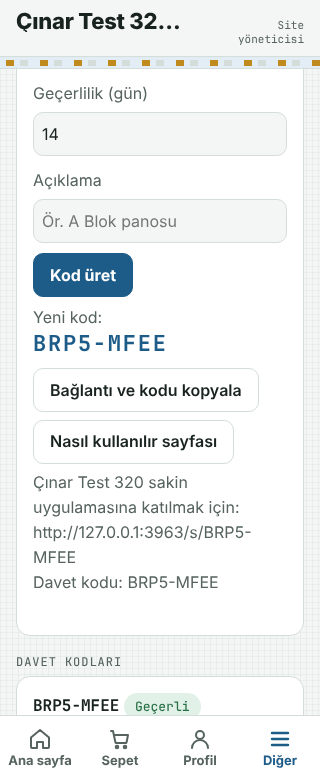 Çınar Test 32...
Site
yöneticisi
Geçerlilik (gün)
14
Açıklama
Ör. A Blok panosu
Kod üret
Yeni kod:
BRP5-MFEE
Bağlantı ve kodu kopyala
Nasıl kullanılır sayfası
Çınar Test 320 sakin
uygulamasına katılmak için:
http://127.0.0.1:3963/s/BRP5-
MFEE
Davet kodu: BRP5-MFEE
DAVET KODLARI
BRP5-MFEE Geçerli
Ana sayfa Sepet Profil Diğer